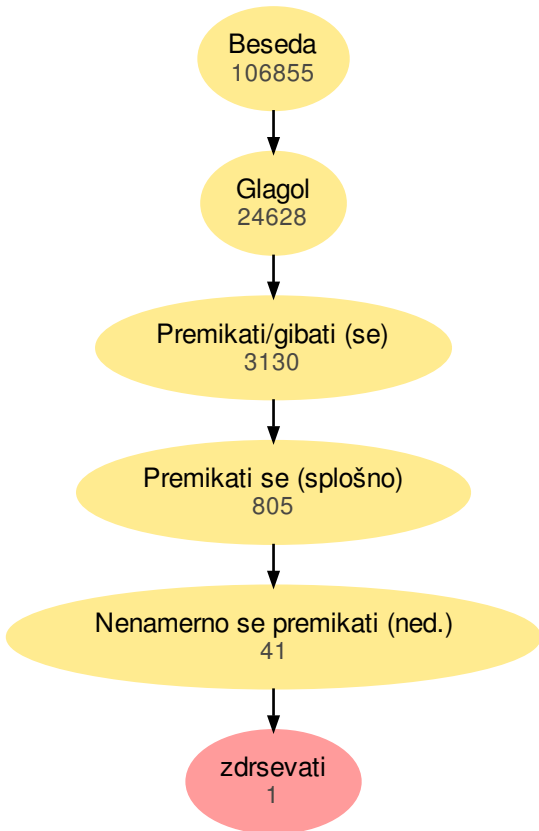 Beseda
106855
Glagol
24628
Premikati/gibati (se)
3130
Premikati se (splošno)
805
Nenamerno se premikati (ned.)
41
zdrsevati
1